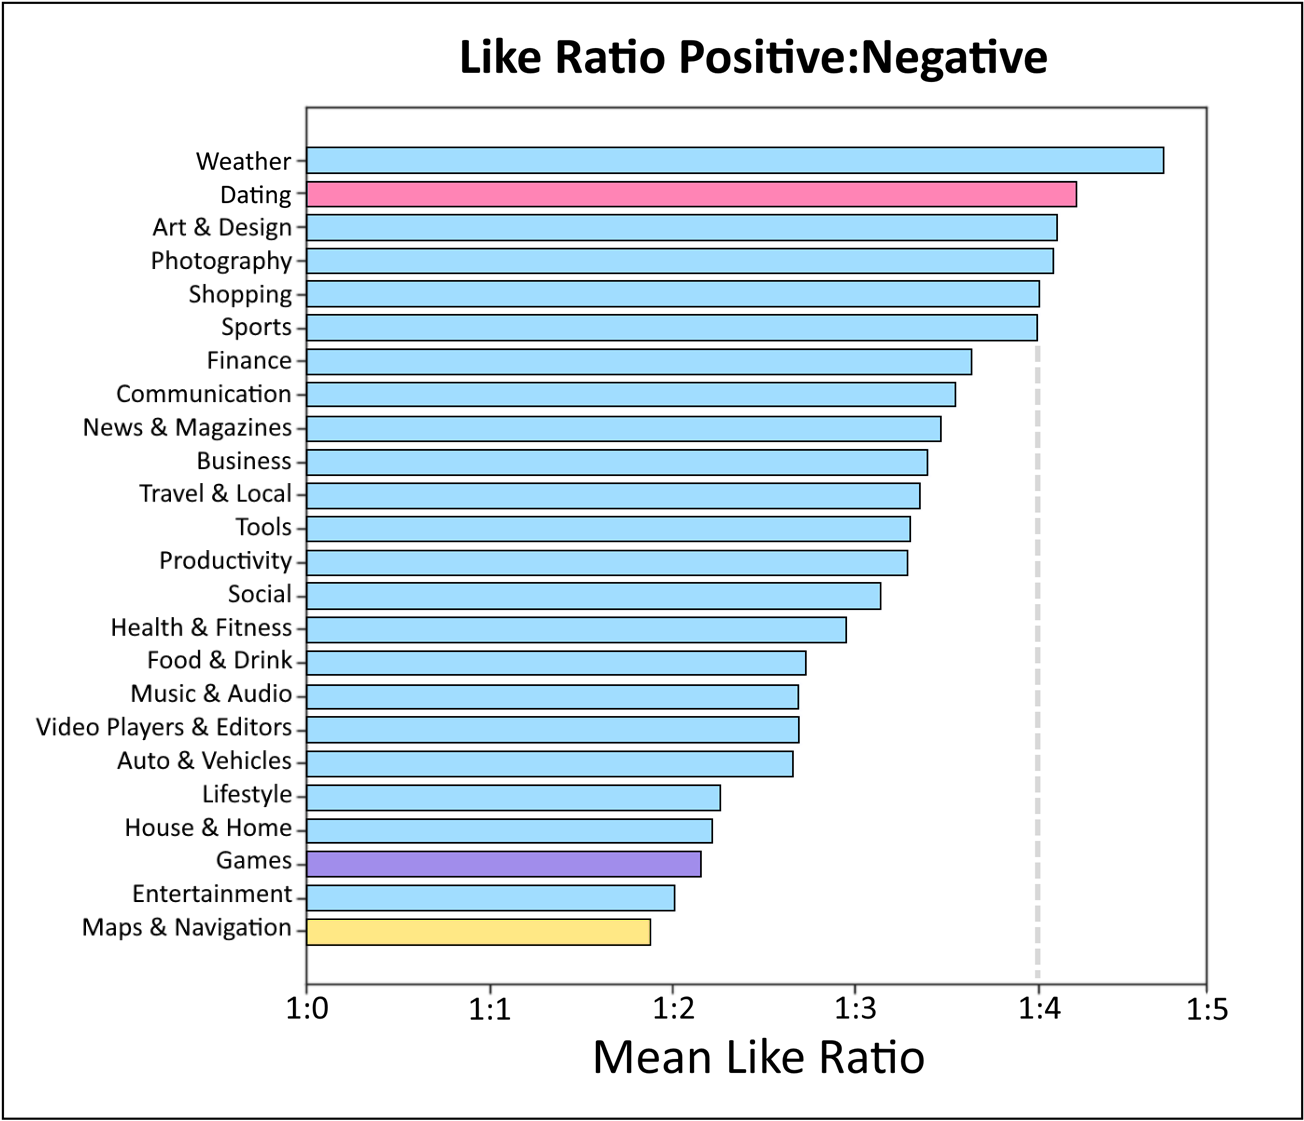 Like Ratio Positive:Negative
Weather
Dating
Art & Design
Photography
Shopping
Sports
Finance
Communication
News & Magazines
Business
Travel & Local
Tools
Productivity
Social
Health & Fitness
Food & Drink
Music & Audio
Video Players & Editors
Auto & Vehicles
Lifestyle
House & Home
Games
Entertainment
Maps & Navigation
1:0 1:1 1:2 1:3 1:4 1:5
Mean Like Ratio